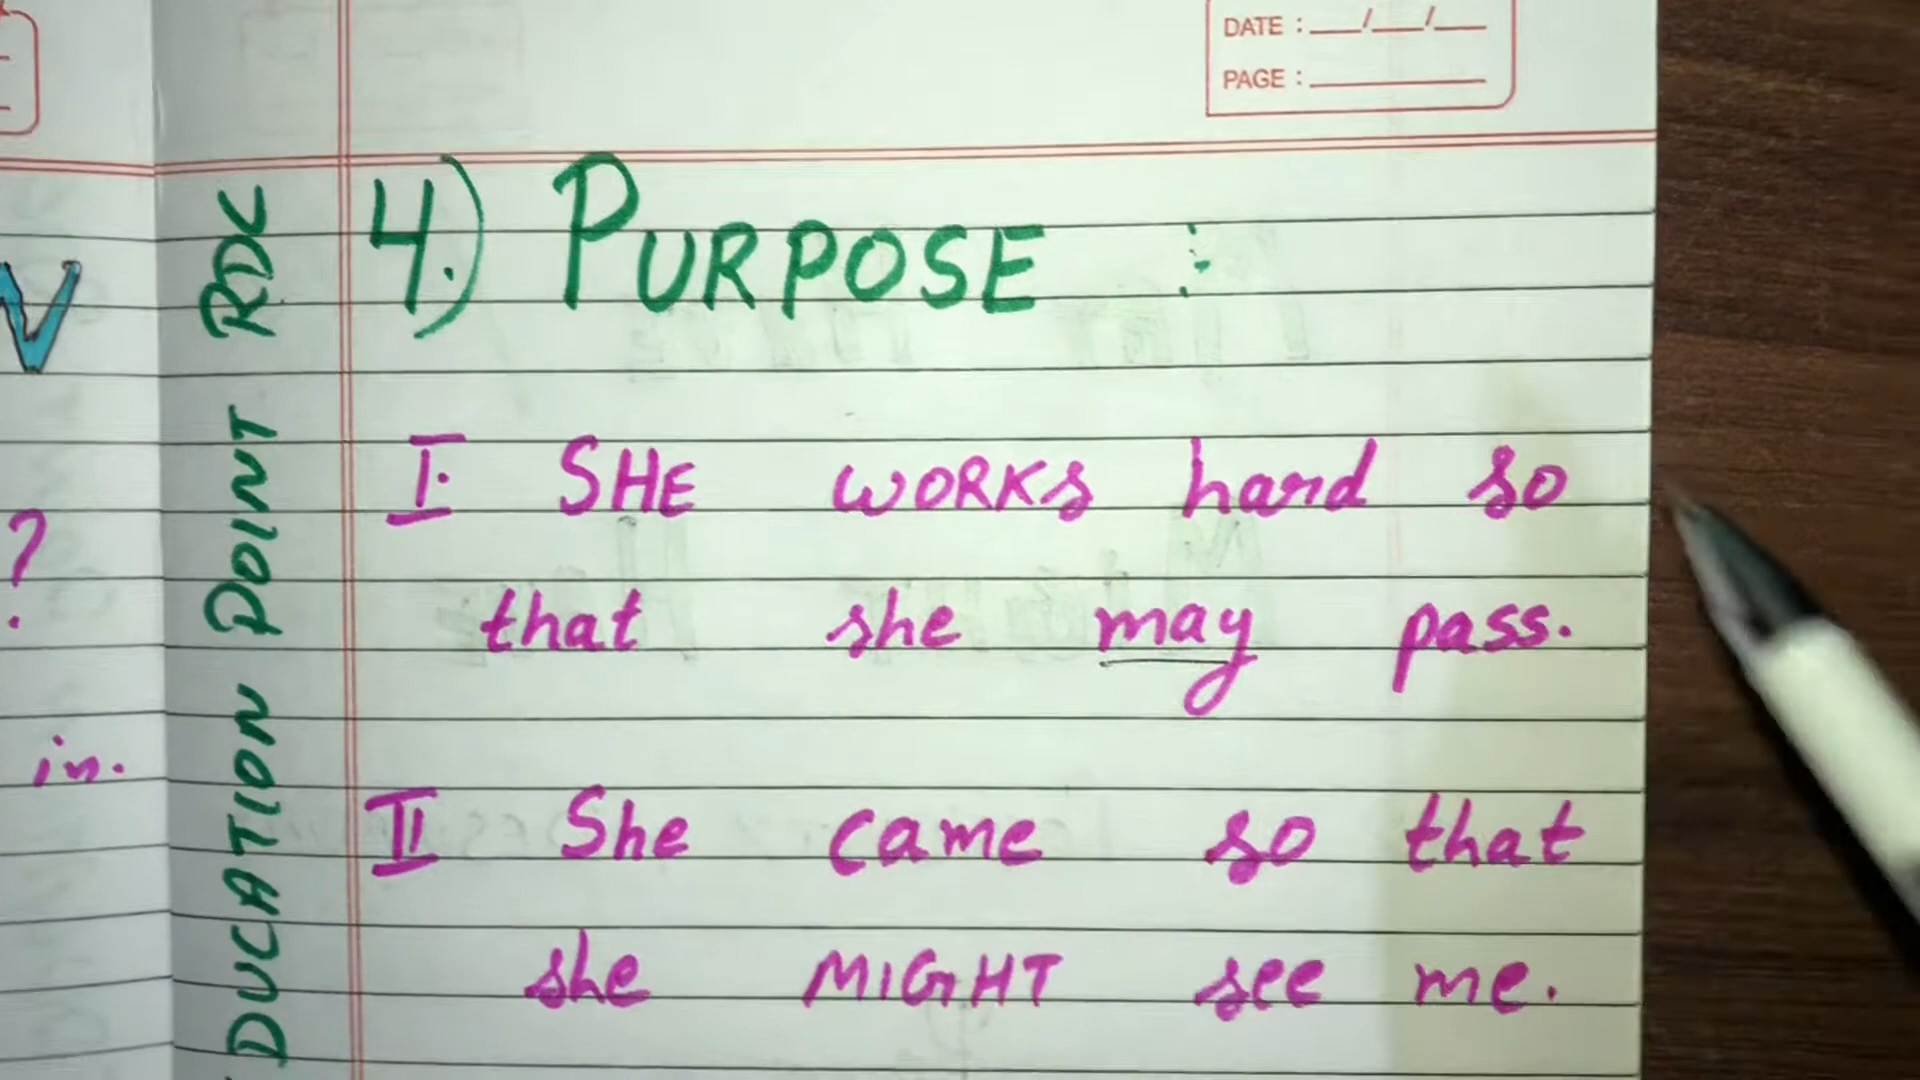 DATE : __/__/__
PAGE : ______
4.) PURPOSE :-
I. SHE WORKS hard so
that she may pass.
II She came so that
she MIGHT see me.
DUCATION POINT RDC
?
in.